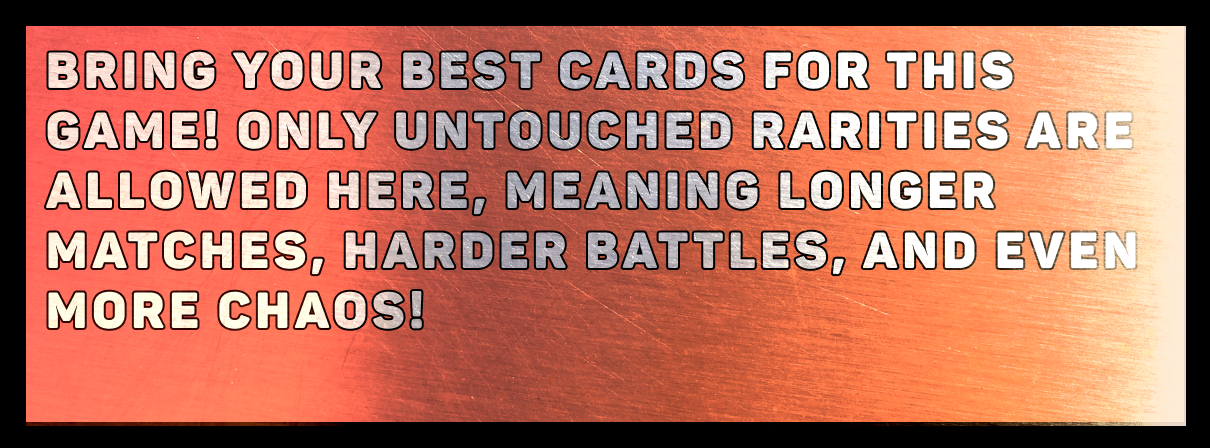 BRING YOUR BEST CARDS FOR THIS
GAME! ONLY UNTOUCHED RARITIES ARE
ALLOWED HERE, MEANING LONGER
MATCHES, HARDER BATTLES, AND EVEN
MORE CHAOS!